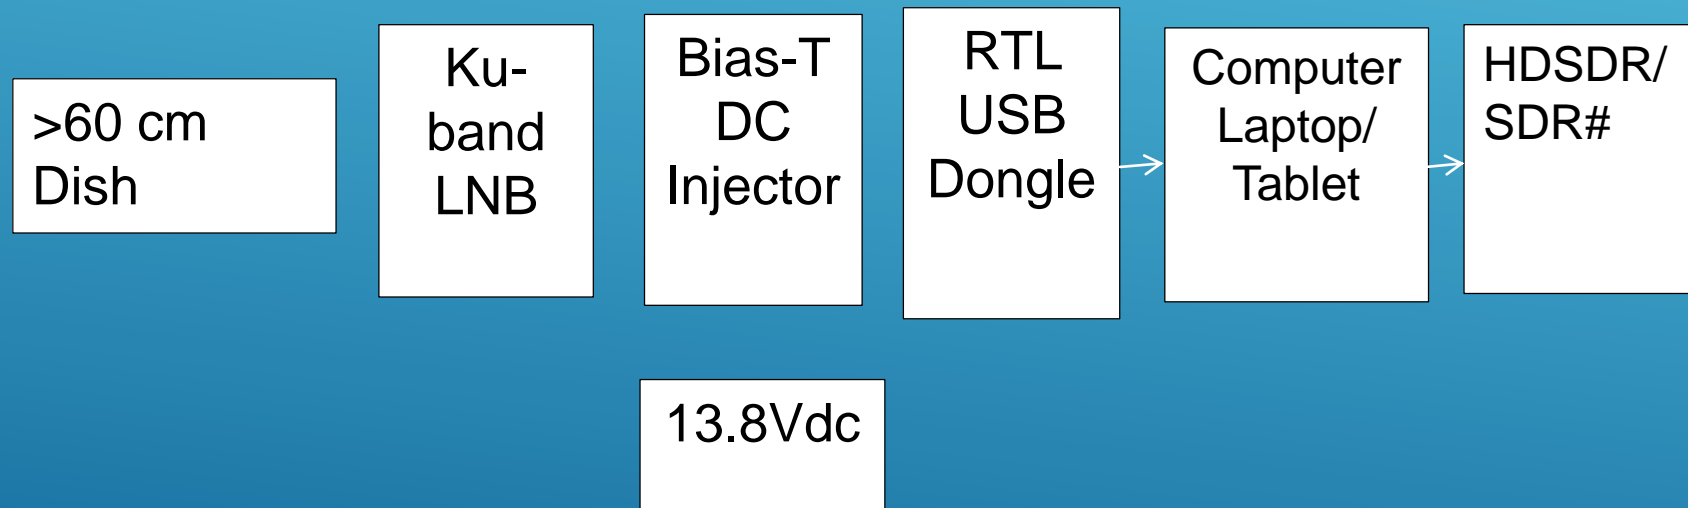 >60 cm
Dish
Ku-
band
LNB
Bias-T
DC
Injector
RTL
USB
Dongle
Computer
Laptop/
Tablet
HDSDR/
SDR#
13.8Vdc